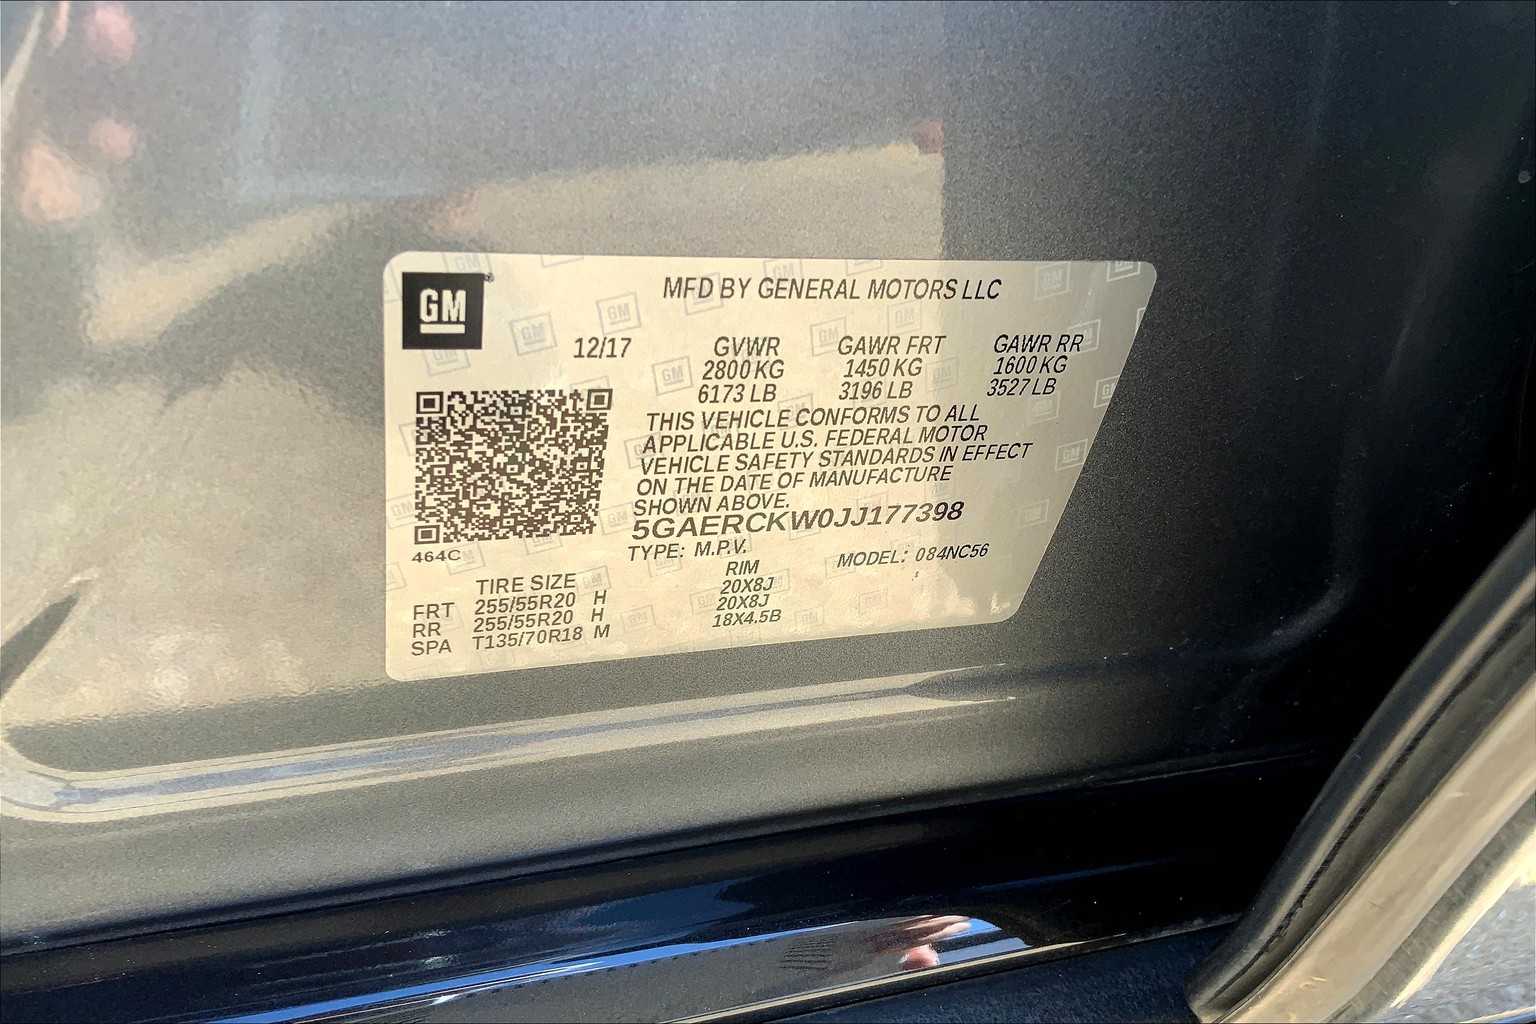 GM
MFD BY GENERAL MOTORS LLC
12/17 GVWR GAWR FRT GAWR RR
2800 KG 1450 KG 1600 KG
6173 LB 3196 LB 3527 LB
THIS VEHICLE CONFORMS TO ALL
APPLICABLE U.S. FEDERAL MOTOR
VEHICLE SAFETY STANDARDS IN EFFECT
ON THE DATE OF MANUFACTURE
SHOWN ABOVE.
5GAERCKW0JJ177398
464C
TYPE: M.P.V. MODEL: 084NC56
TIRE SIZE RIM
FRT 255/55R20 H 20X8J
RR 255/55R20 H 20X8J
SPA T135/70R18 M 18X4.5B